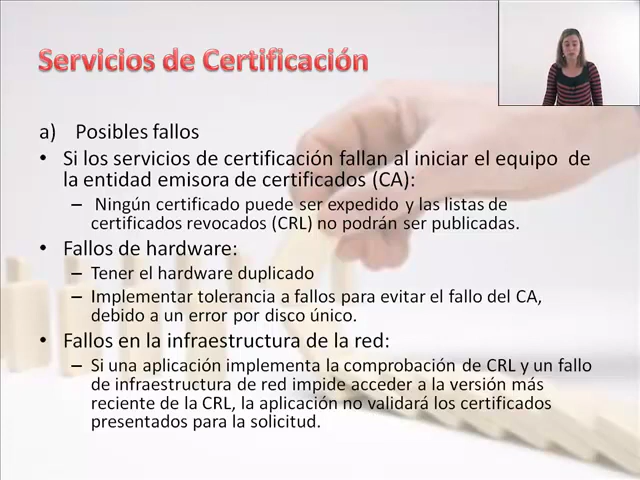 Servicios de Certificación
a) Posibles fallos
• Si los servicios de certificación fallan al iniciar el equipo de
la entidad emisora de certificados (CA):
– Ningún certificado puede ser expedido y las listas de
certificados revocados (CRL) no podrán ser publicadas.
• Fallos de hardware:
– Tener el hardware duplicado
– Implementar tolerancia a fallos para evitar el fallo del CA,
debido a un error por disco único.
• Fallos en la infraestructura de la red:
– Si una aplicación implementa la comprobación de CRL y un fallo
de infraestructura de red impide acceder a la versión más
reciente de la CRL, la aplicación no validará los certificados
presentados para la solicitud.